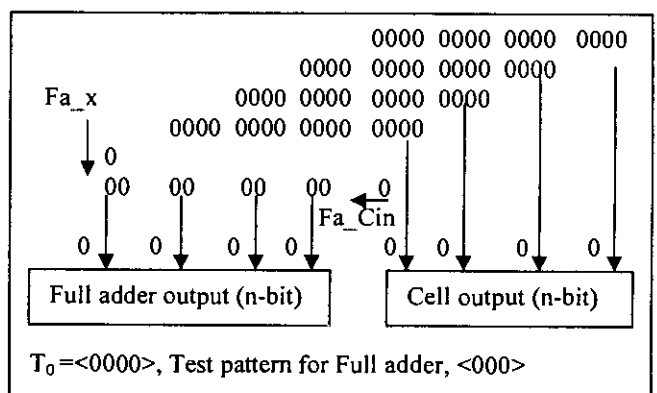 0000 0000 0000 0000
0000 0000 0000 0000
Fa_x 0000 0000 0000 0000
0000 0000 0000 0000
0
00 00 00 00 0
Fa_Cin
0 0 0 0 0 0 0 0
Full adder output (n-bit) Cell output (n-bit)
T₀ =<0000>, Test pattern for Full adder, <000>